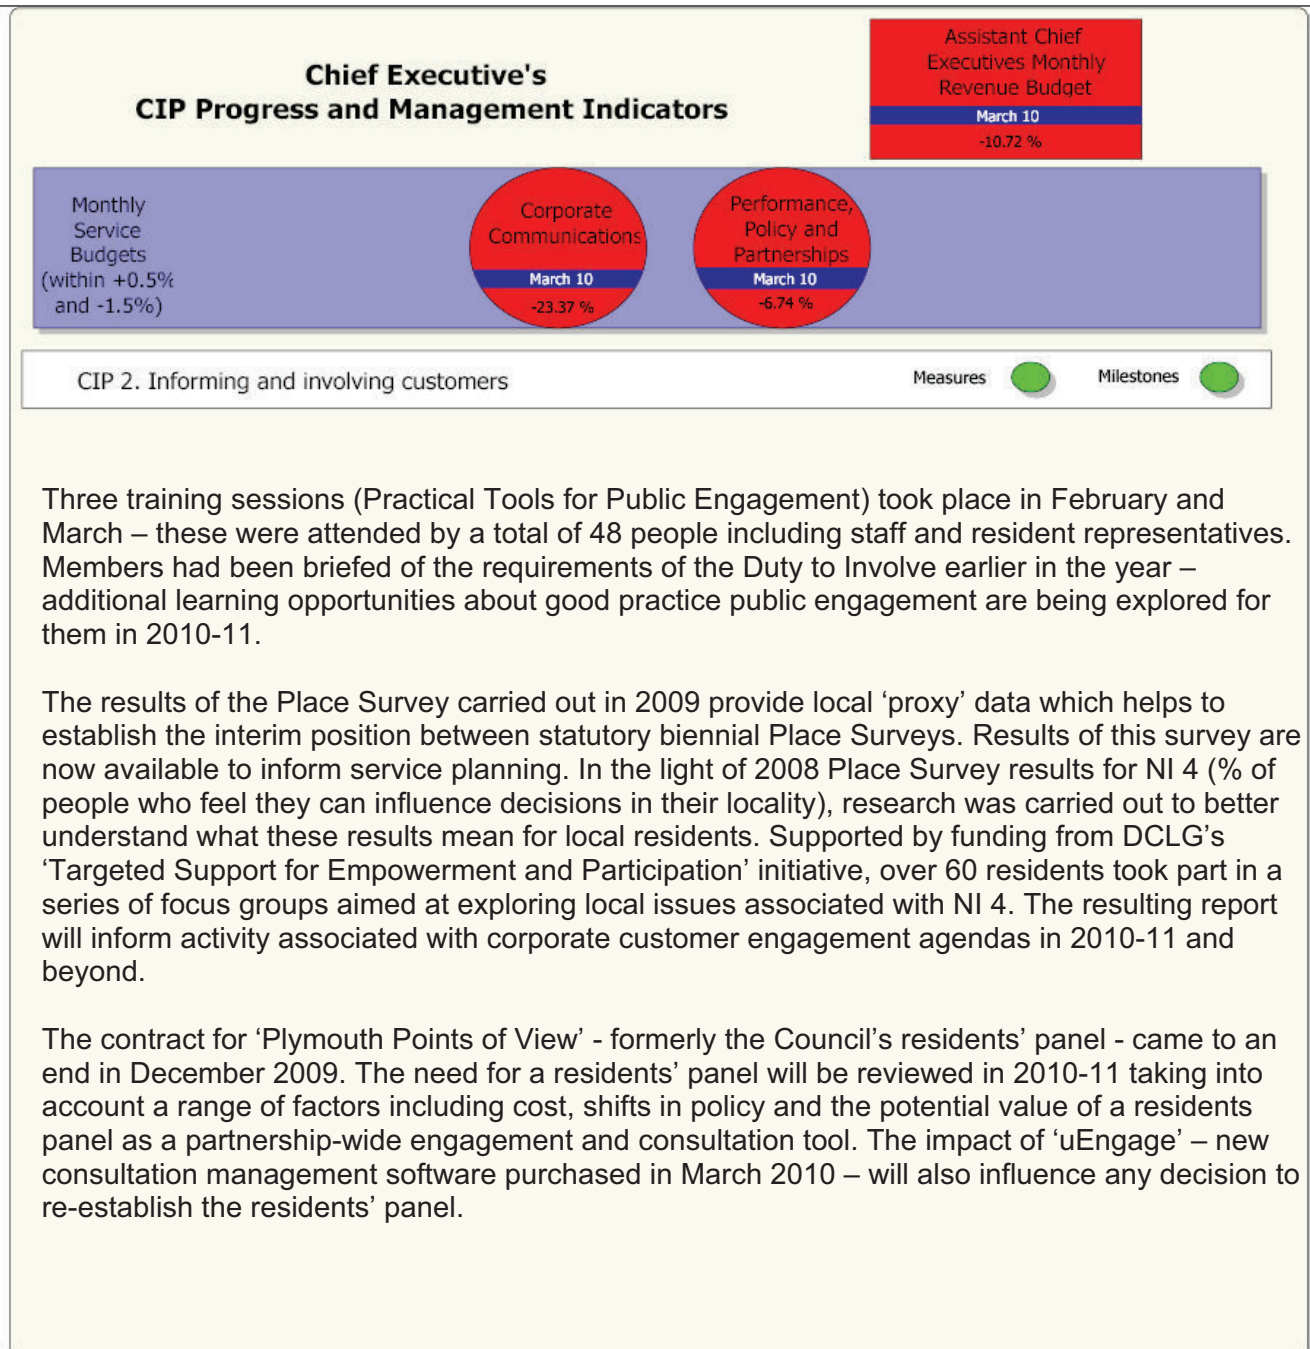 Chief Executive's
CIP Progress and Management Indicators
Assistant Chief
Executives Monthly
Revenue Budget
March 10
-10.72 %
Monthly
Service
Budgets
(within +0.5%
and -1.5%)
Corporate
Communications
March 10
-23.37 %
Performance,
Policy and
Partnerships
March 10
-6.74 %
CIP 2. Informing and involving customers
Measures
Milestones
Three training sessions (Practical Tools for Public Engagement) took place in February and
March – these were attended by a total of 48 people including staff and resident representatives.
Members had been briefed of the requirements of the Duty to Involve earlier in the year –
additional learning opportunities about good practice public engagement are being explored for
them in 2010-11.
The results of the Place Survey carried out in 2009 provide local ‘proxy’ data which helps to
establish the interim position between statutory biennial Place Surveys. Results of this survey are
now available to inform service planning. In the light of 2008 Place Survey results for NI 4 (% of
people who feel they can influence decisions in their locality), research was carried out to better
understand what these results mean for local residents. Supported by funding from DCLG’s
‘Targeted Support for Empowerment and Participation’ initiative, over 60 residents took part in a
series of focus groups aimed at exploring local issues associated with NI 4. The resulting report
will inform activity associated with corporate customer engagement agendas in 2010-11 and
beyond.
The contract for ‘Plymouth Points of View’ - formerly the Council’s residents’ panel - came to an
end in December 2009. The need for a residents’ panel will be reviewed in 2010-11 taking into
account a range of factors including cost, shifts in policy and the potential value of a residents
panel as a partnership-wide engagement and consultation tool. The impact of ‘uEngage’ – new
consultation management software purchased in March 2010 – will also influence any decision to
re-establish the residents’ panel.